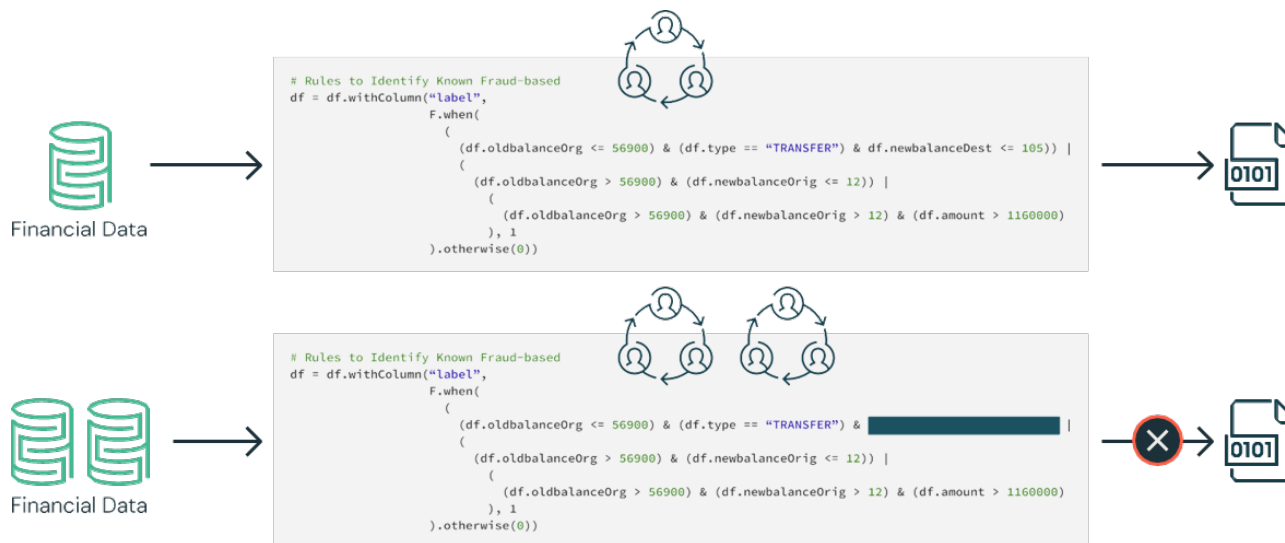 # Rules to Identify Known Fraud-based
df = df.withColumn(“label”,
F.when(
(
(df.oldbalanceOrg <= 56900) & (df.type == “TRANSFER”) & df.newbalanceDest <= 105)) |
(
(df.oldbalanceOrg > 56900) & (df.newbalanceOrig <= 12)) |
(
(df.oldbalanceOrg > 56900) & (df.newbalanceOrig > 12) & (df.amount > 1160000)
), 1
).otherwise(0))
Financial Data
0101
# Rules to Identify Known Fraud-based
df = df.withColumn(“label”,
F.when(
(
(df.oldbalanceOrg <= 56900) & (df.type == “TRANSFER”) & |
(
(df.oldbalanceOrg > 56900) & (df.newbalanceOrig <= 12)) |
(
(df.oldbalanceOrg > 56900) & (df.newbalanceOrig > 12) & (df.amount > 1160000)
), 1
).otherwise(0))
Financial Data
0101